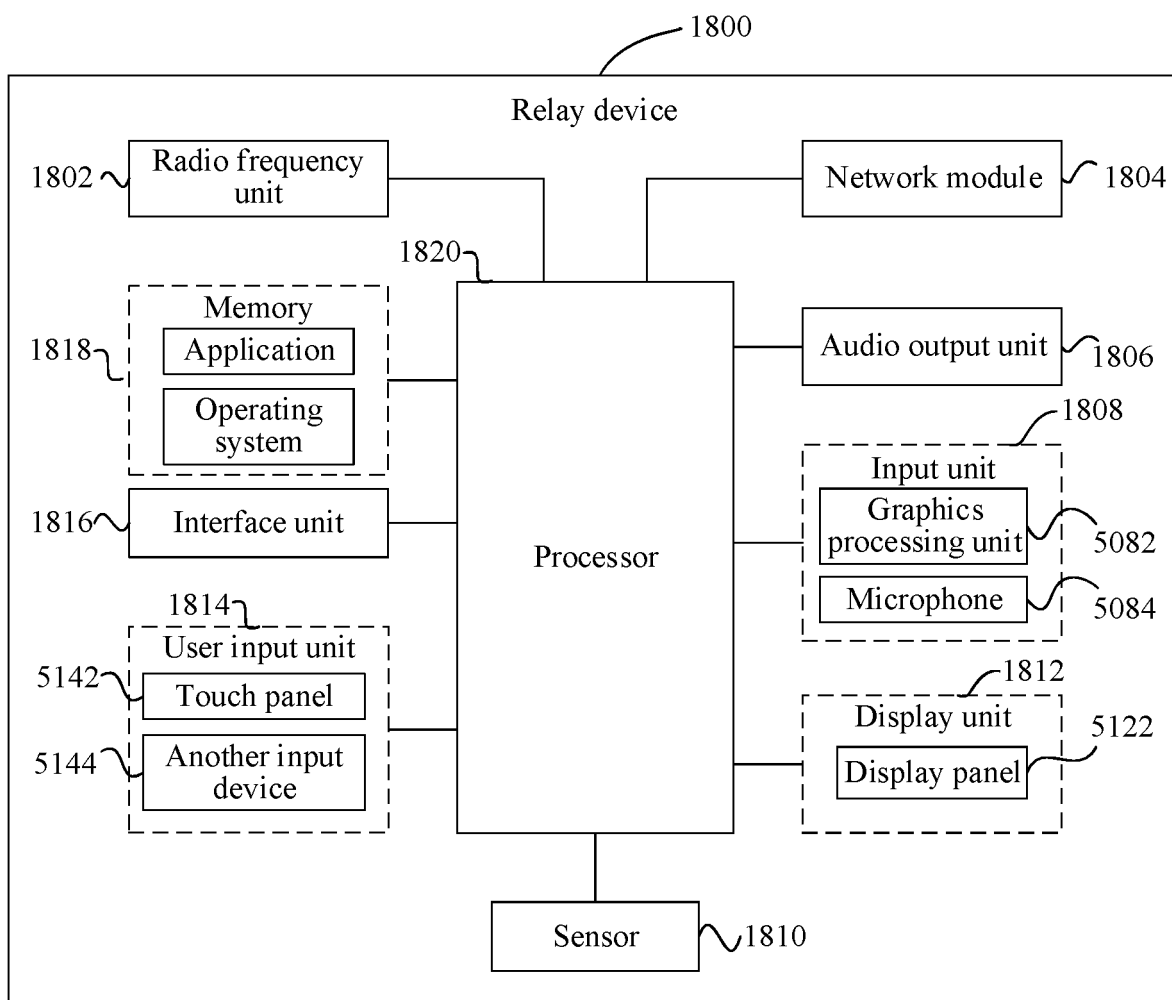 1800
Relay device
1802
Radio frequency
unit
Network module
1804
1820
Memory
Application
Operating
system
1818
Audio output unit
1806
1808
Input unit
Graphics
processing unit
5082
Microphone
5084
1816
Interface unit
Processor
1814
User input unit
5142
Touch panel
5144
Another input
device
1812
Display unit
5122
Display panel
Sensor
1810